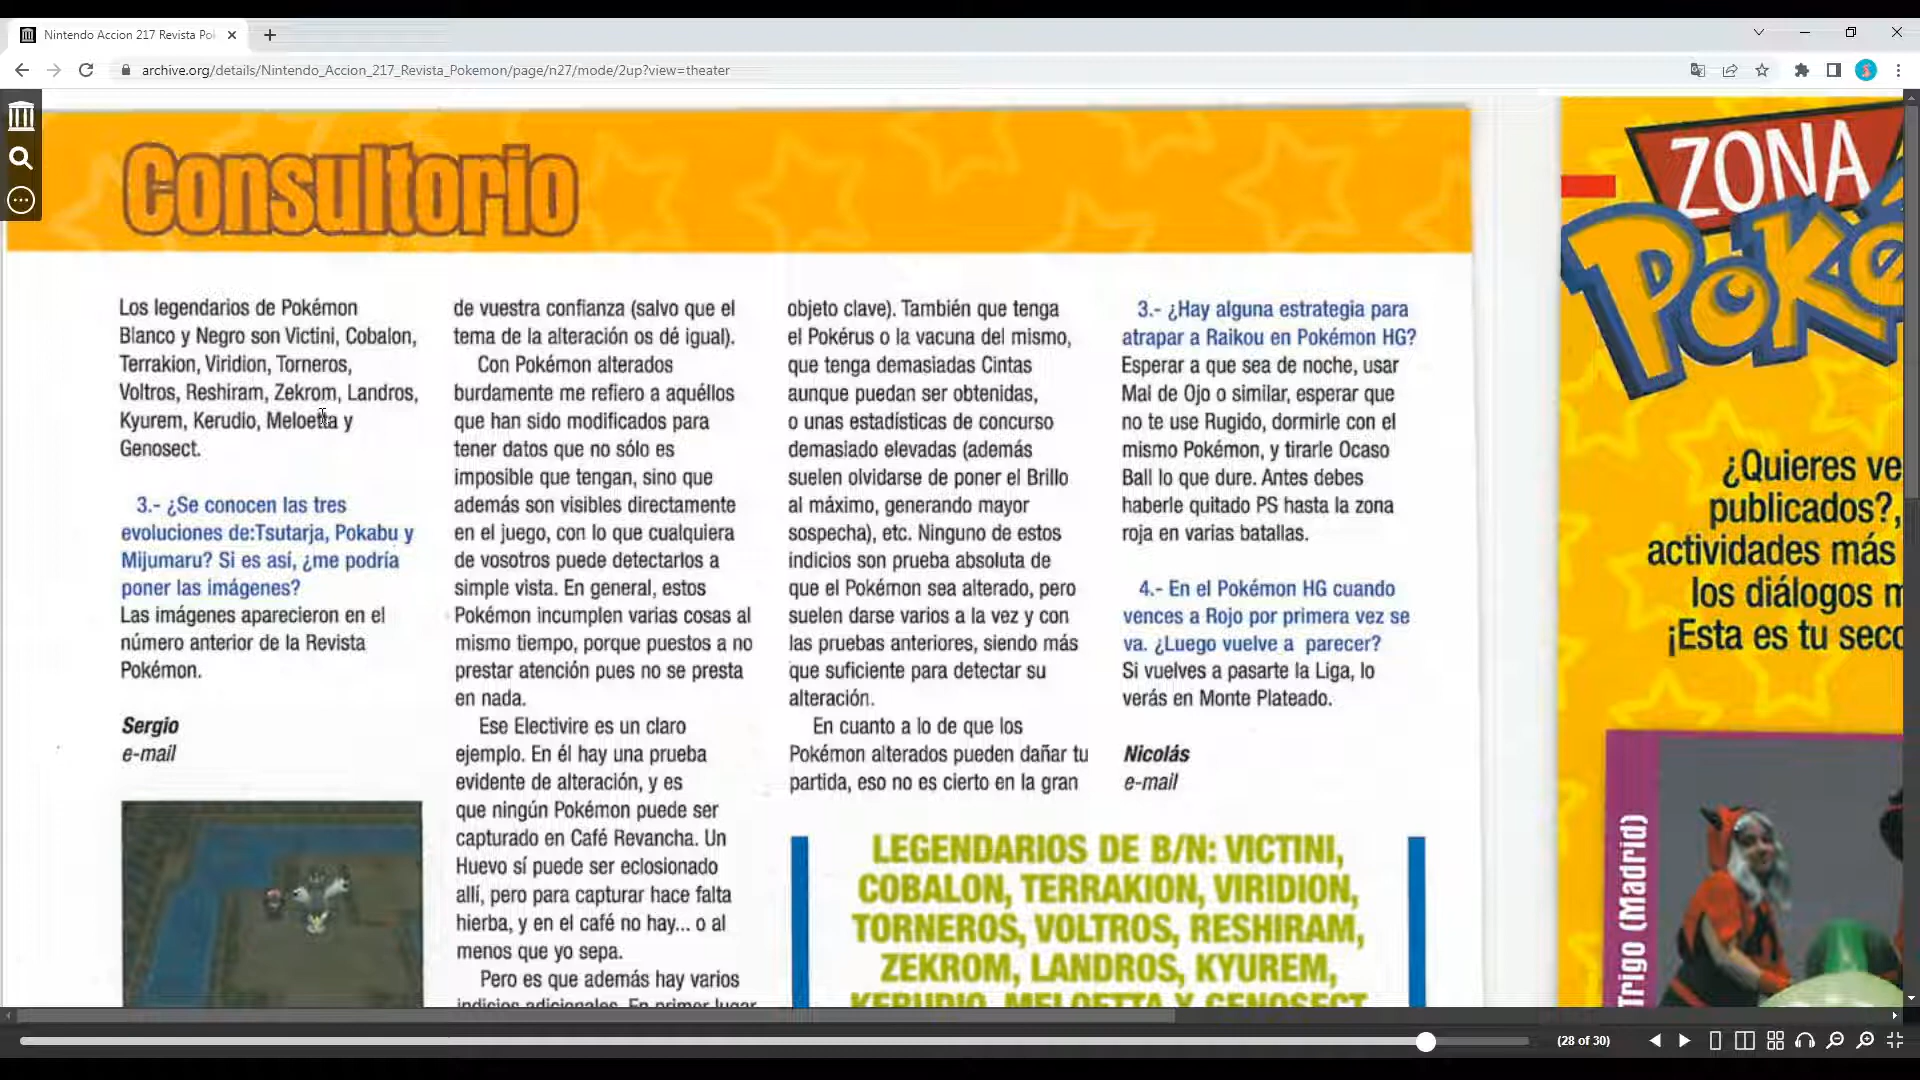 Nintendo Accion 217 Revista Po
archive.org/details/Nintendo_Accion_217_Revista_Pokemon/page/n27/mode/2up?view=theater
Consultorio
Los legendarios de Pokémon
Blanco y Negro son Victini, Cobalon,
Terrakion, Viridion, Torneros,
Voltros, Reshiram, Zekrom, Landros,
Kyurem, Kerudio, Meloetta y
Genosect.
3.- ¿Se conocen las tres
evoluciones de:Tsutarja, Pokabu y
Mijumaru? Si es así, ¿me podría
poner las imágenes?
Las imágenes aparecieron en el
número anterior de la Revista
Pokémon.
Sergio
e-mail
de vuestra confianza (salvo que el
tema de la alteración os dé igual).
Con Pokémon alterados
burdamente me refiero a aquéllos
que han sido modificados para
tener datos que no sólo es
imposible que tengan, sino que
además son visibles directamente
en el juego, con lo que cualquiera
de vosotros puede detectarlos a
simple vista. En general, estos
Pokémon incumplen varias cosas al
mismo tiempo, porque puestos a no
prestar atención pues no se presta
en nada.
Ese Electivire es un claro
ejemplo. En él hay una prueba
evidente de alteración, y es
que ningún Pokémon puede ser
capturado en Café Revancha. Un
Huevo sí puede ser eclosionado
allí, pero para capturar hace falta
hierba, y en el café no hay... o al
menos que yo sepa.
Pero es que además hay varios
indicios adicionales. En primer lugar
objeto clave). También que tenga
el Pokérus o la vacuna del mismo,
que tenga demasiadas Cintas
aunque puedan ser obtenidas,
o unas estadísticas de concurso
demasiado elevadas (además
suelen olvidarse de poner el Brillo
al máximo, generando mayor
sospecha), etc. Ninguno de estos
indicios son prueba absoluta de
que el Pokémon sea alterado, pero
suelen darse varios a la vez y con
las pruebas anteriores, siendo más
que suficiente para detectar su
alteración.
En cuanto a lo de que los
Pokémon alterados pueden dañar tu
partida, eso no es cierto en la gran
3.- ¿Hay alguna estrategia para
atrapar a Raikou en Pokémon HG?
Esperar a que sea de noche, usar
Mal de Ojo o similar, esperar que
no te use Rugido, dormirle con el
mismo Pokémon, y tirarle Ocaso
Ball lo que dure. Antes debes
haberle quitado PS hasta la zona
roja en varias batallas.
4.- En el Pokémon HG cuando
vences a Rojo por primera vez se
va. ¿Luego vuelve a parecer?
Si vuelves a pasarte la Liga, lo
verás en Monte Plateado.
Nicolás
e-mail
LEGENDARIOS DE B/N: VICTINI,
COBALON, TERRAKION, VIRIDION,
TORNEROS, VOLTROS, RESHIRAM,
ZEKROM, LANDROS, KYUREM,
KERUDIO, MELOETTA Y GENOSECT
ZONA
Poké
¿Quieres ve
publicados?,
actividades más
los diálogos m
¡Esta es tu secc
Trigo (Madrid)
(28 of 30)